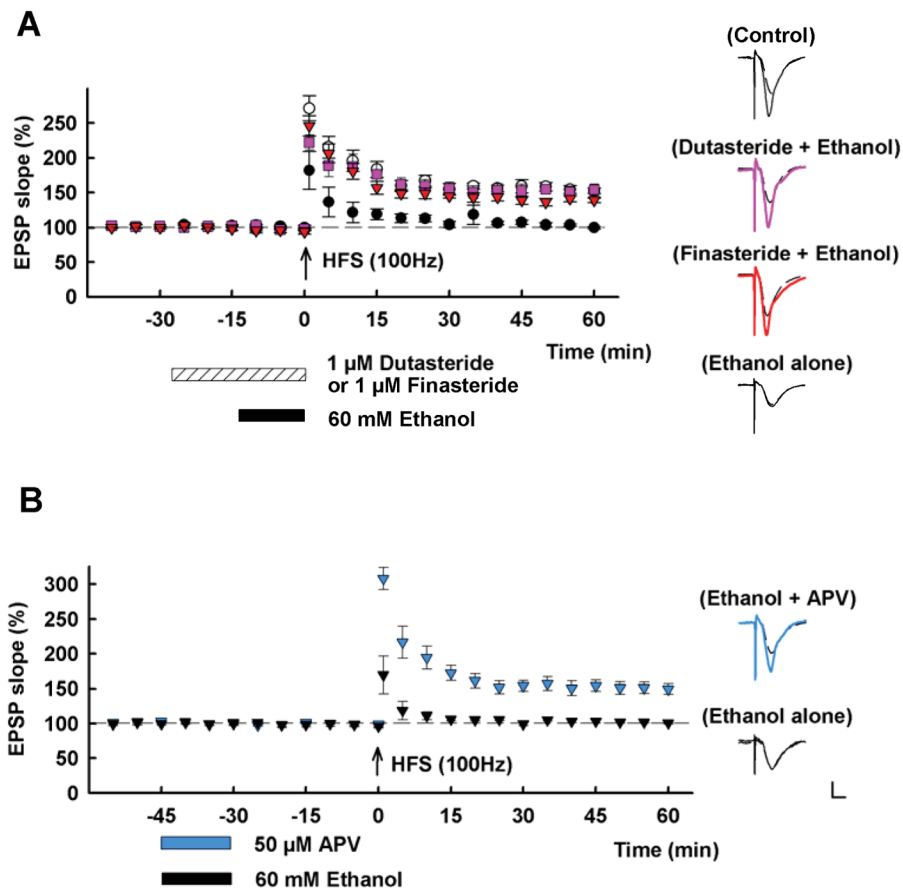 A
(Control)
EPSP slope (%)
250
200
150
100
50
0
HFS (100Hz)
-30 -15 0 15 30 45 60
Time (min)
(Dutasteride + Ethanol)
(Finasteride + Ethanol)
(Ethanol alone)
1 µM Dutasteride
or 1 µM Finasteride
60 mM Ethanol
B
EPSP slope (%)
300
250
200
150
100
50
0
HFS (100Hz)
-45 -30 -15 0 15 30 45 60
Time (min)
(Ethanol + APV)
(Ethanol alone)
50 µM APV
60 mM Ethanol